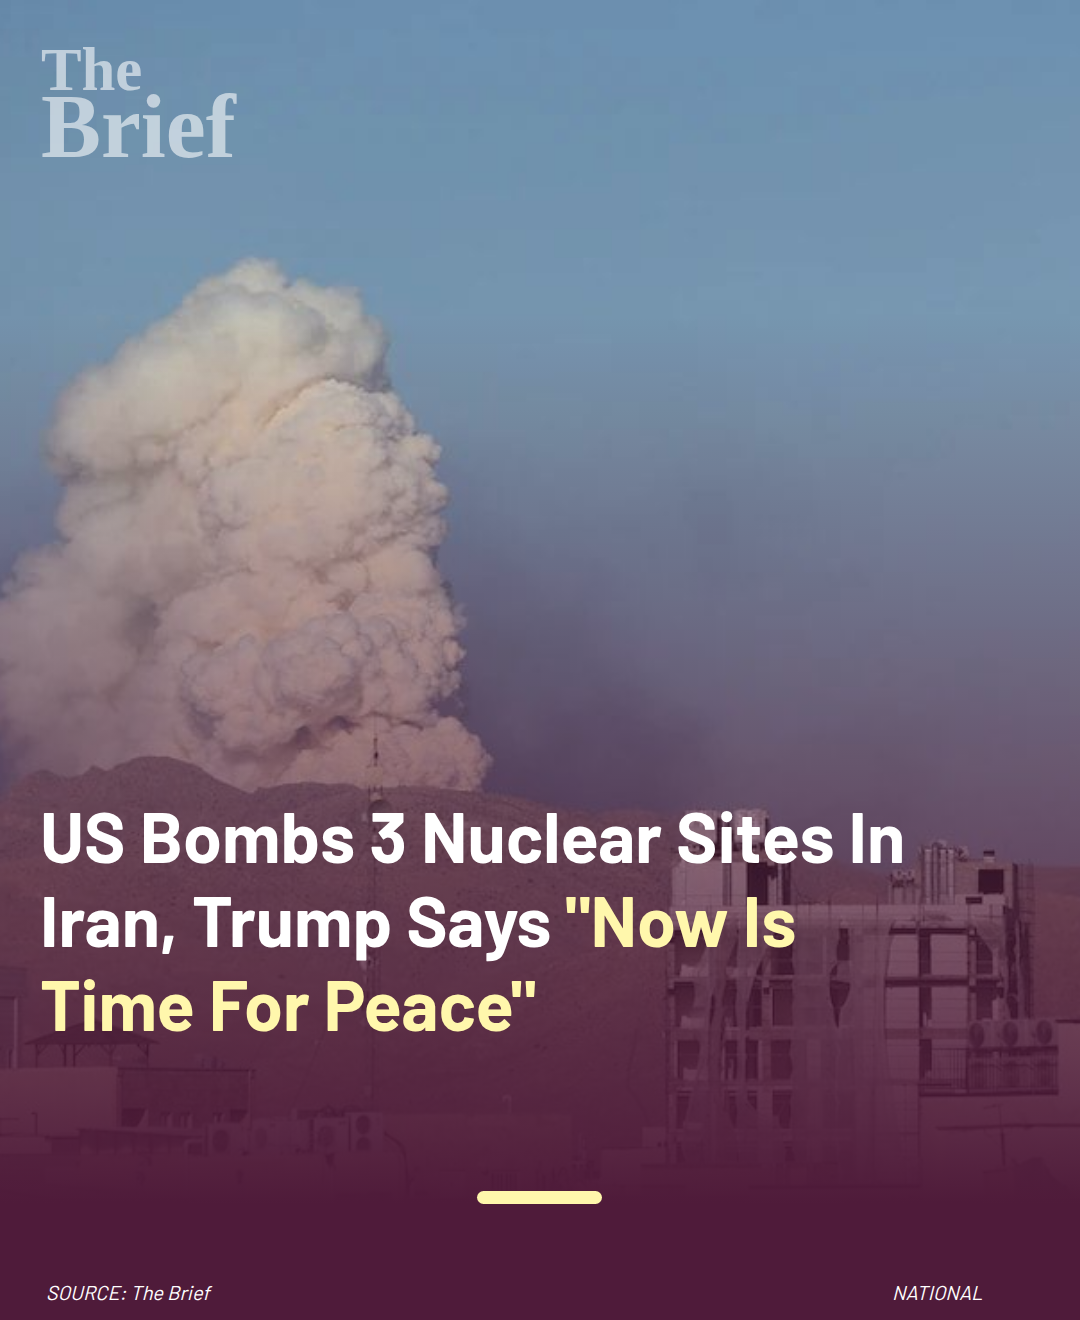 The
Brief
US Bombs 3 Nuclear Sites In
Iran, Trump Says "Now Is
Time For Peace"
SOURCE: The Brief
NATIONAL